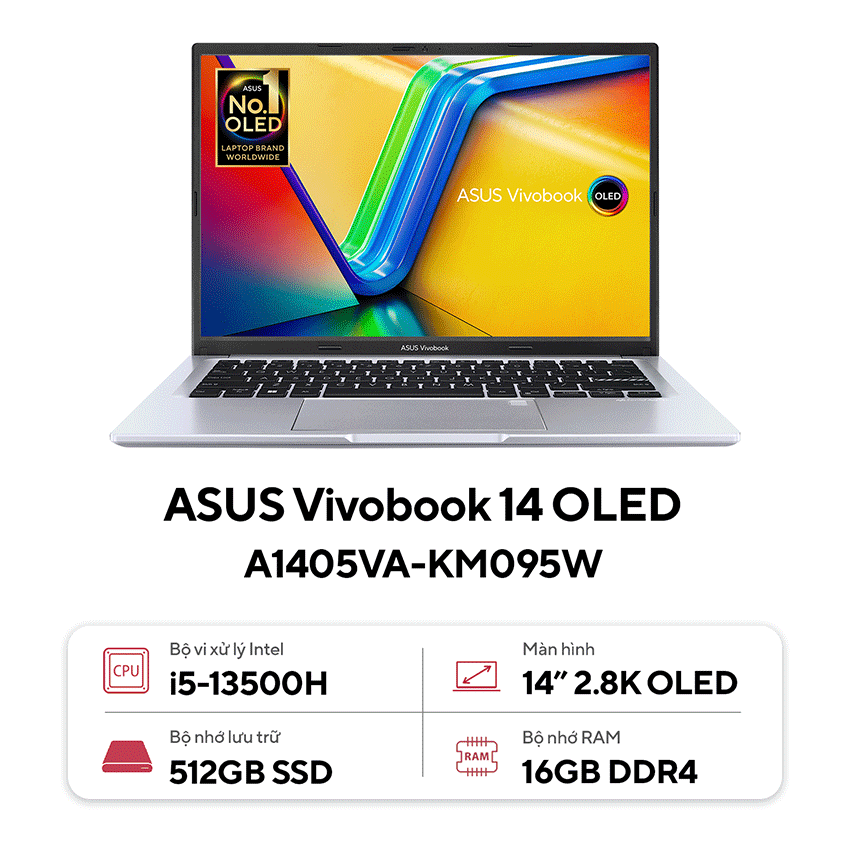 ASUS
No.1
OLED
LAPTOP BRAND
WORLDWIDE
ASUS Vivobook OLED
ASUS Vivobook
ASUS Vivobook 14 OLED
A1405VA-KM095W
Bộ vi xử lý Intel
CPU
i5-13500H
Màn hình
14” 2.8K OLED
Bộ nhớ lưu trữ
512GB SSD
Bộ nhớ RAM
RAM
16GB DDR4